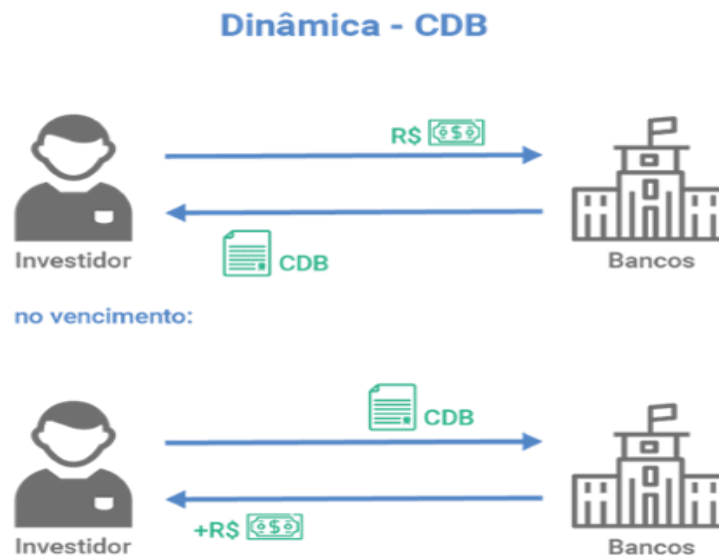 Dinâmica - CDB
R$
Investidor
CDB
Bancos
no vencimento:
CDB
+R$
Investidor
Bancos